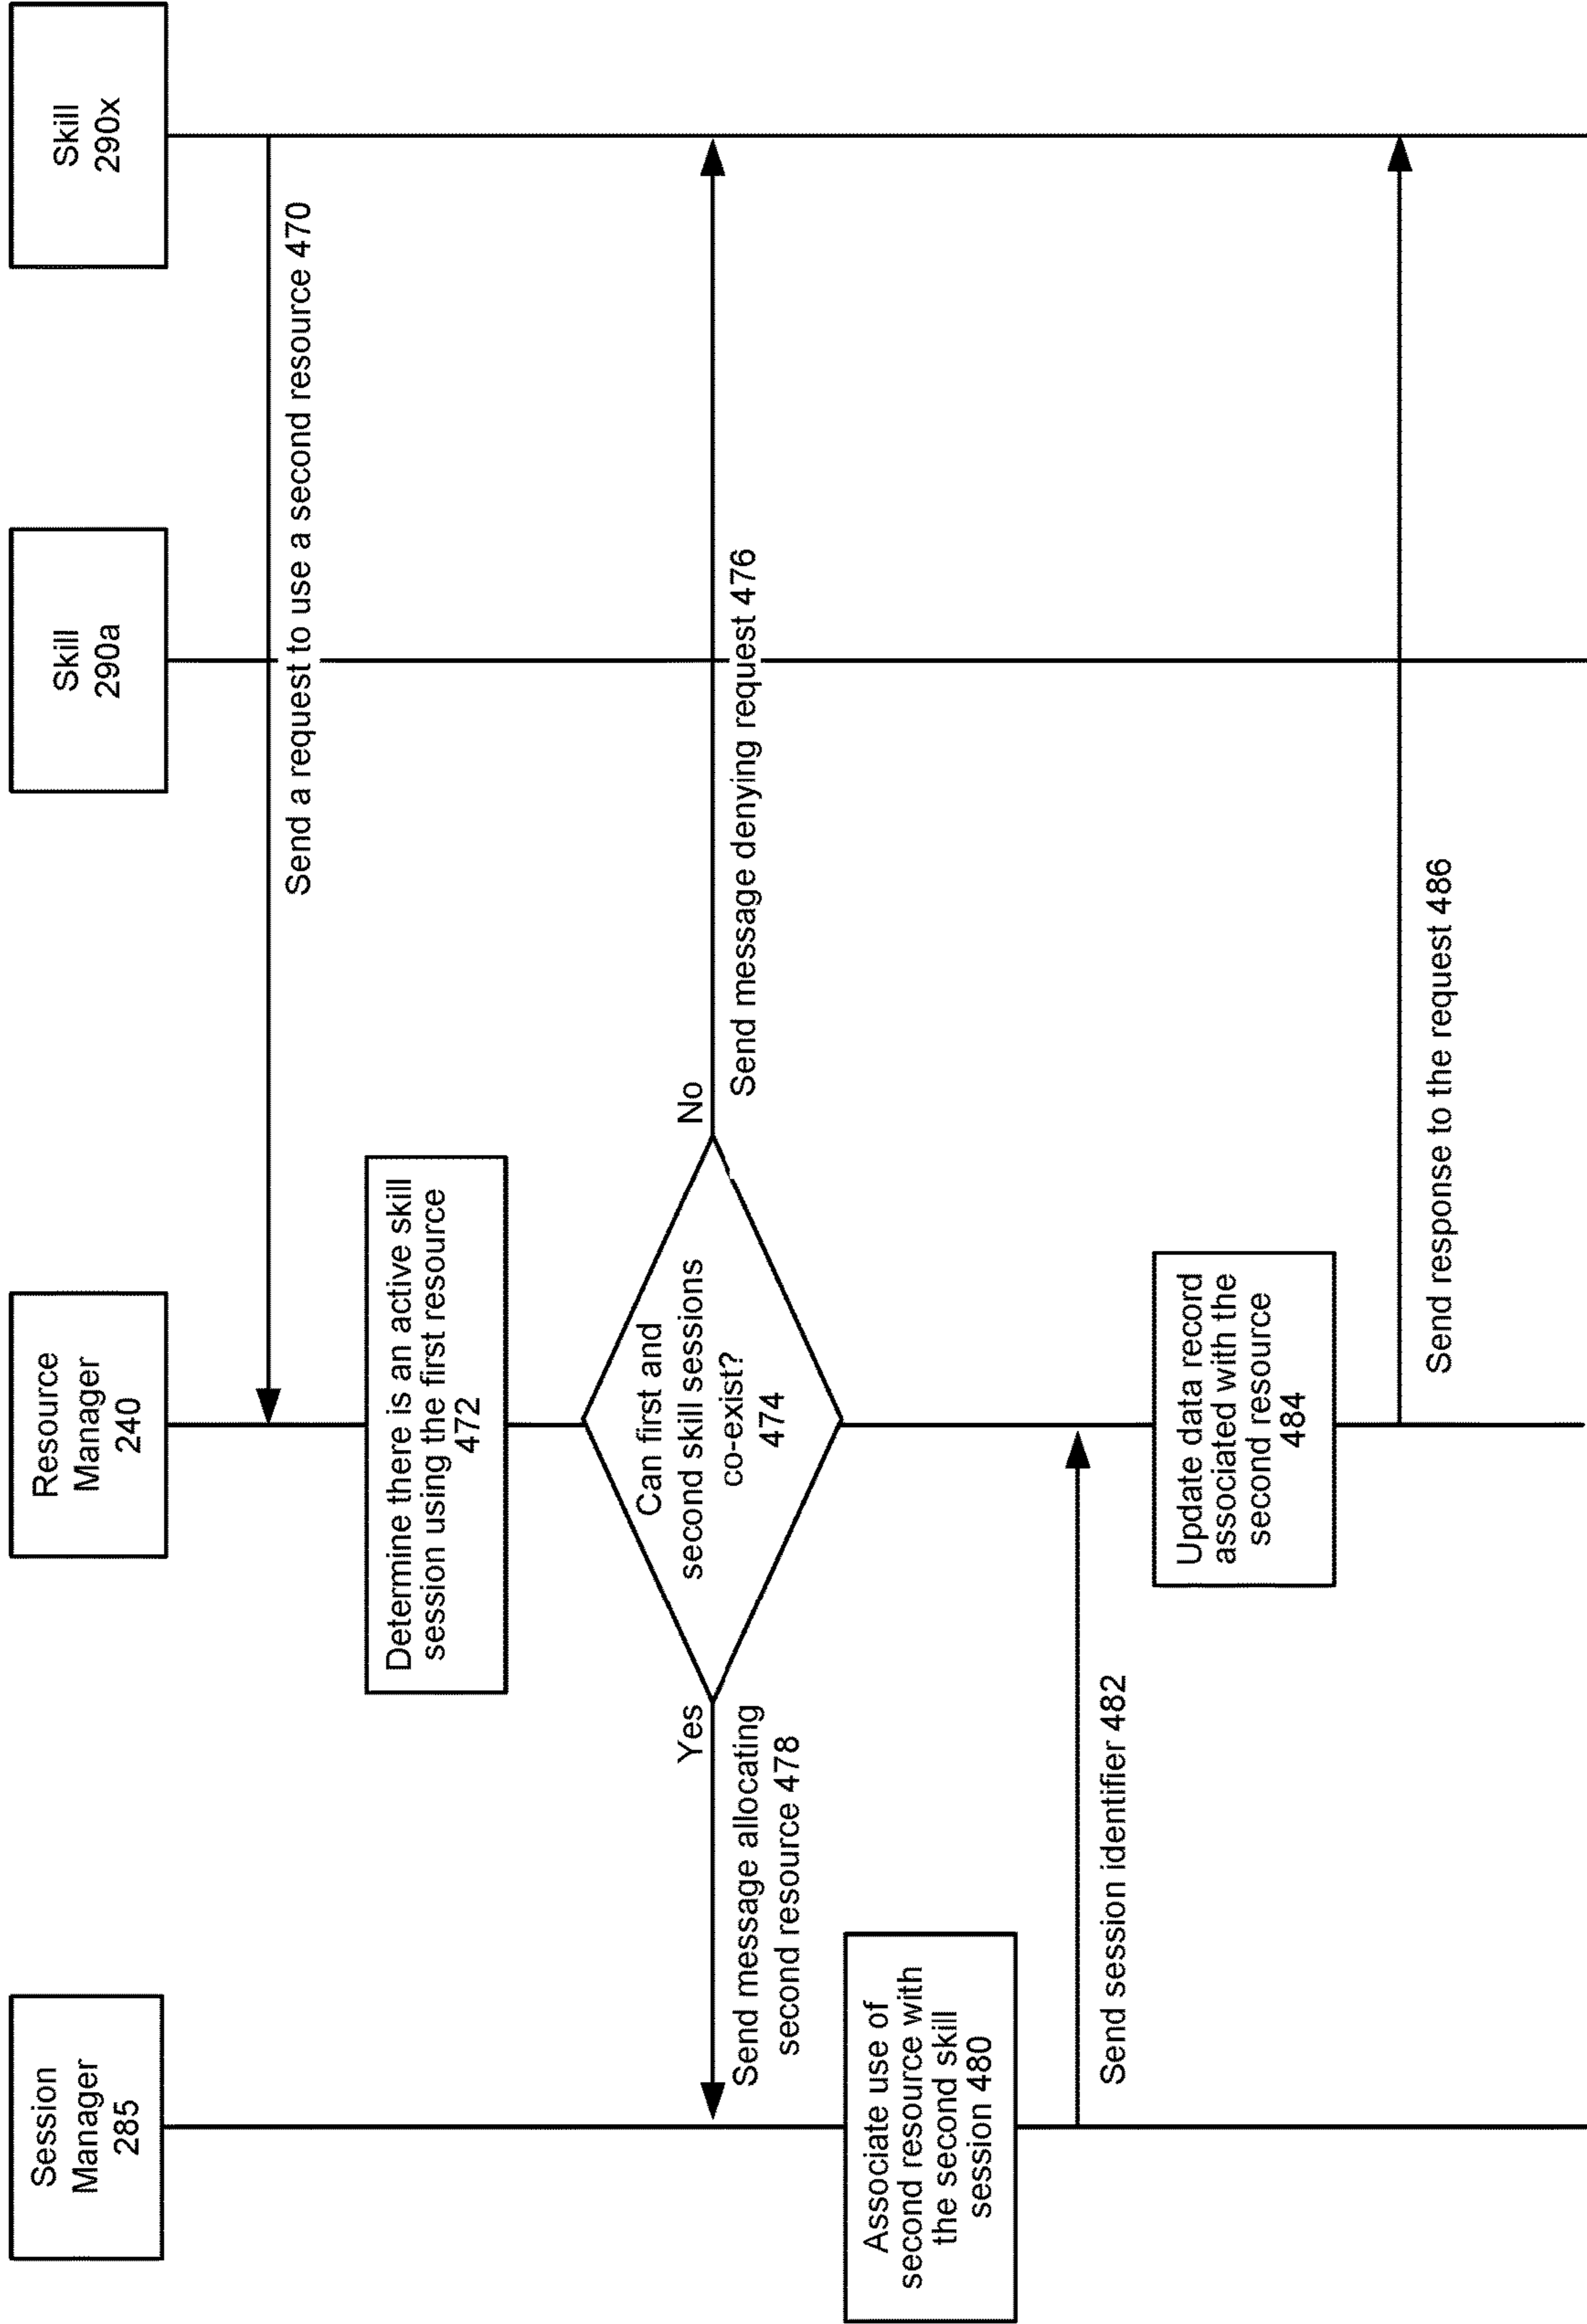 Session
Manager
285
Resource
Manager
240
Skill
290a
Skill
290x
Send a request to use a second resource 470
Determine there is an active skill
session using the first resource
472
Can first and
second skill sessions
co-exist?
474
Yes
No
Send message allocating
second resource 478
Send message denying request 476
Associate use of
second resource with
the second skill
session 480
Send session identifier 482
Update data record
associated with the
second resource
484
Send response to the request 486